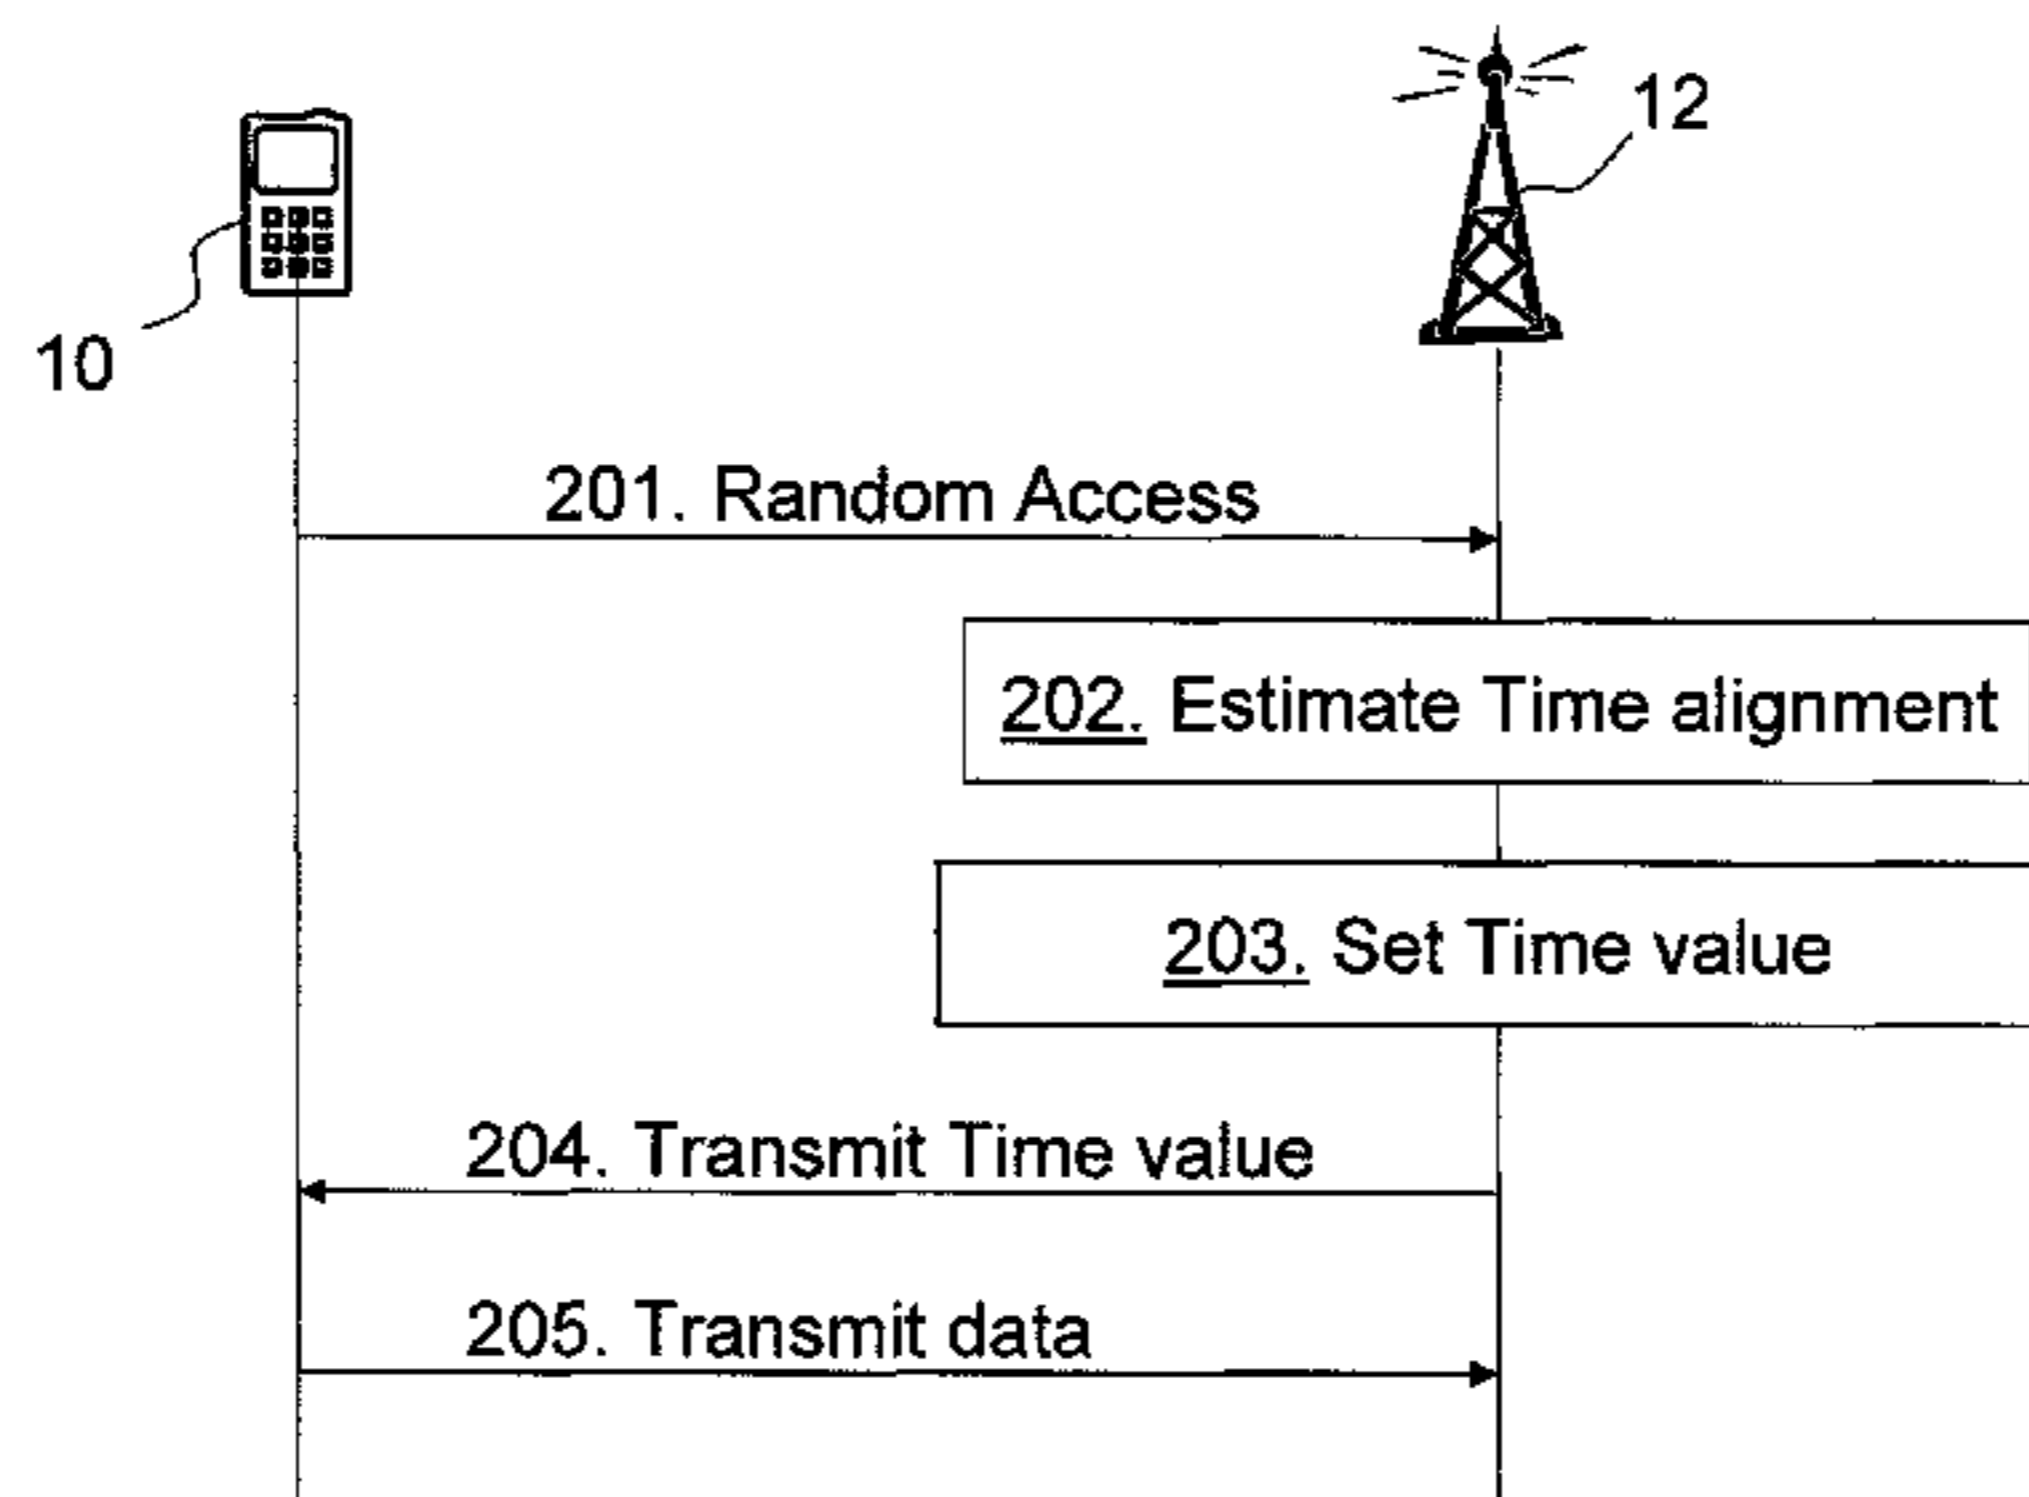 12
10
201. Random Access
202. Estimate Time alignment
203. Set Time value
204. Transmit Time value
205. Transmit data